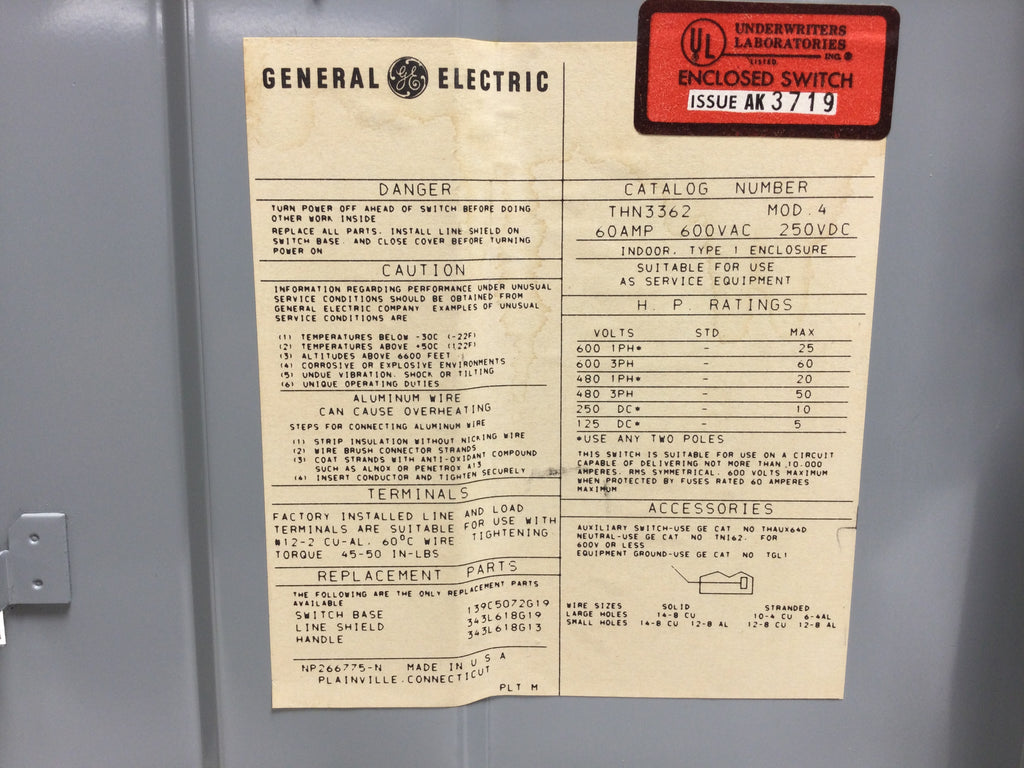 GENERAL GE ELECTRIC
UL UNDERWRITERS
LABORATORIES
INC. ®
LISTED
ENCLOSED SWITCH
ISSUE AK 3719
DANGER
TURN POWER OFF AHEAD OF SWITCH BEFORE DOING
OTHER WORK INSIDE
REPLACE ALL PARTS. INSTALL LINE SHIELD ON
SWITCH BASE. AND CLOSE COVER BEFORE TURNING
POWER ON
CAUTION
INFORMATION REGARDING PERFORMANCE UNDER UNUSUAL
SERVICE CONDITIONS SHOULD BE OBTAINED FROM
GENERAL ELECTRIC COMPANY EXAMPLES OF UNUSUAL
SERVICE CONDITIONS ARE
(1) TEMPERATURES BELOW -30C (-22F)
(2) TEMPERATURES ABOVE +50C (122F)
(3) ALTITUDES ABOVE 6600 FEET
(4) CORROSIVE OR EXPLOSIVE ENVIRONMENTS
(5) UNDUE VIBRATION. SHOCK OR TILTING
(6) UNIQUE OPERATING DUTIES
ALUMINUM WIRE
CAN CAUSE OVERHEATING
STEPS FOR CONNECTING ALUMINUM WIRE
(1) STRIP INSULATION WITHOUT NICKING WIRE
(2) WIRE BRUSH CONNECTOR STRANDS
(3) COAT STRANDS WITH ANTI-OXIDANT COMPOUND
SUCH AS ALNOX OR PENETROX A13
(4) INSERT CONDUCTOR AND TIGHTEN SECURELY
TERMINALS
FACTORY INSTALLED LINE AND LOAD
TERMINALS ARE SUITABLE FOR USE WITH
#12-2 CU-AL. 60°C WIRE TIGHTENING
TORQUE 45-50 IN-LBS
REPLACEMENT PARTS
THE FOLLOWING ARE THE ONLY REPLACEMENT PARTS
AVAILABLE
SWITCH BASE 139C5072G19
LINE SHIELD 343L618G19
HANDLE 343L618G13
NP266775-N MADE IN U S A
PLAINVILLE.CONNECTICUT
PLT M
CATALOG NUMBER
THN3362 MOD.4
60AMP 600VAC 250VDC
INDOOR. TYPE 1 ENCLOSURE
SUITABLE FOR USE
AS SERVICE EQUIPMENT
H. P. RATINGS
VOLTS STD. MAX
600 1PH* - 25
600 3PH - 60
480 1PH* - 20
480 3PH - 50
250 DC* - 10
125 DC* - 5
*USE ANY TWO POLES
THIS SWITCH IS SUITABLE FOR USE ON A CIRCUIT
CAPABLE OF DELIVERING NOT MORE THAN 10.000
AMPERES. RMS SYMMETRICAL. 600 VOLTS MAXIMUM
WHEN PROTECTED BY FUSES RATED 60 AMPERES
MAXIMUM
ACCESSORIES
AUXILIARY SWITCH-USE GE CAT NO THAUX64D
NEUTRAL-USE GE CAT NO TNI62. FOR
600V OR LESS
EQUIPMENT GROUND-USE GE CAT NO TGL1
WIRE SIZES SOLID STRANDED
LARGE HOLES 14-8 CU 10-4 CU 6-4AL
SMALL HOLES 14-8 CU 12-8 AL 12-8 CU 12-8 AL